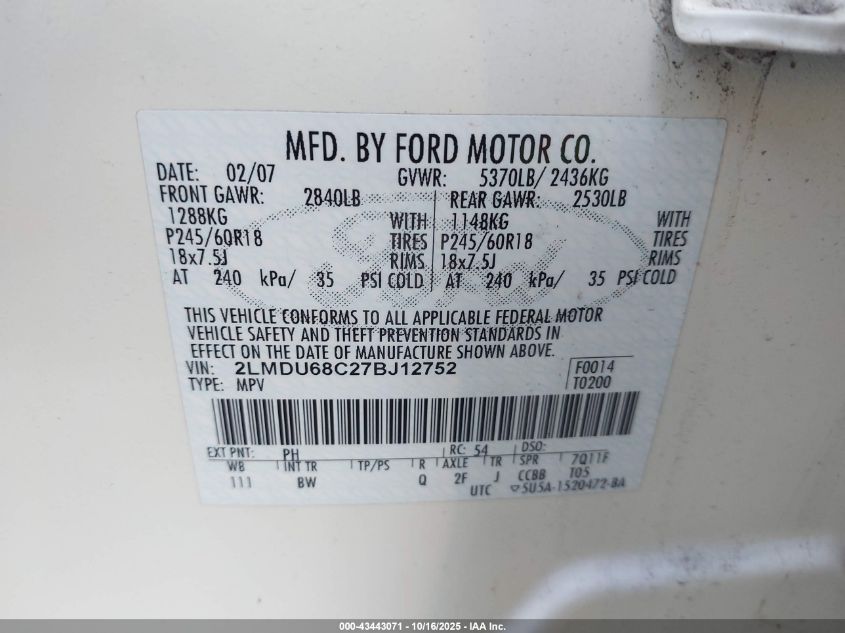 MFD. BY FORD MOTOR CO.
DATE: 02/07 GVWR: 5370LB/ 2436KG
FRONT GAWR: 2840LB REAR GAWR: 2530LB
1288KG WITH 1148KG WITH
P245/60R18 TIRES P245/60R18 TIRES
18x7.5J RIMS 18x7.5J RIMS
AT 240 kPa/ 35 PSI COLD AT 240 kPa/ 35 PSI COLD
THIS VEHICLE CONFORMS TO ALL APPLICABLE FEDERAL MOTOR
VEHICLE SAFETY AND THEFT PREVENTION STANDARDS IN
EFFECT ON THE DATE OF MANUFACTURE SHOWN ABOVE.
VIN: 2LMDU68C27BJ12752 F0014
TYPE: MPV T0200
EXT PNT: PH RC: 54 DSO:
WB INT TR TP/PS R AXLE TR SPR 7Q11F
111 BW Q 2F J CCBB T05
UTC 5U5A-1520472-BA
000-43443071 - 10/16/2025 - IAA Inc.